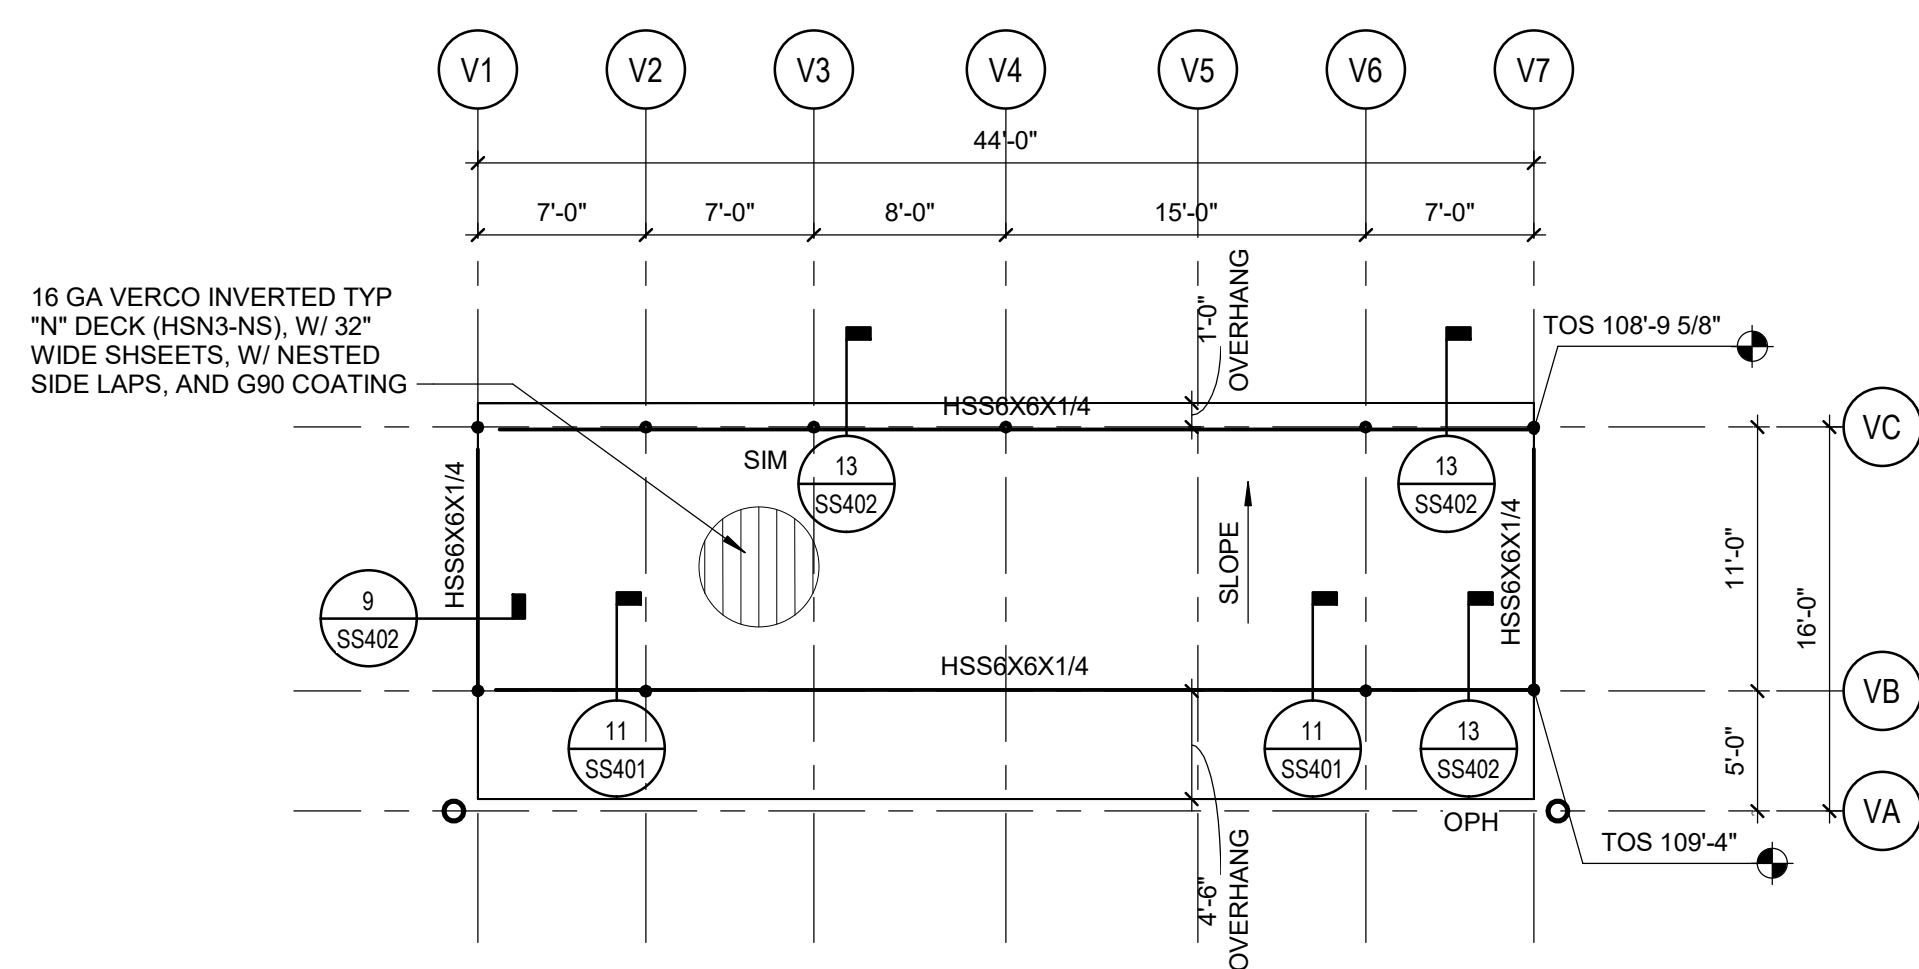 V1
V2
V3
V4
V5
V6
V7
44'-0"
7'-0"
7'-0"
8'-0"
15'-0"
7'-0"
16 GA VERCO INVERTED TYP
"N" DECK (HSN3-NS), W/ 32"
WIDE SHSEETS, W/ NESTED
SIDE LAPS, AND G90 COATING
1'-0"
OVERHANG
TOS 108'-9 5/8"
HSS6X6X1/4
VC
SIM
13
SS402
13
SS402
HSS6X6X1/4
SLOPE
HSS6X6X1/4
11'-0"
16'-0"
9
SS402
HSS6X6X1/4
VB
11
SS401
11
SS401
13
SS402
5'-0"
VA
OPH
TOS 109'-4"
4'-6"
OVERHANG